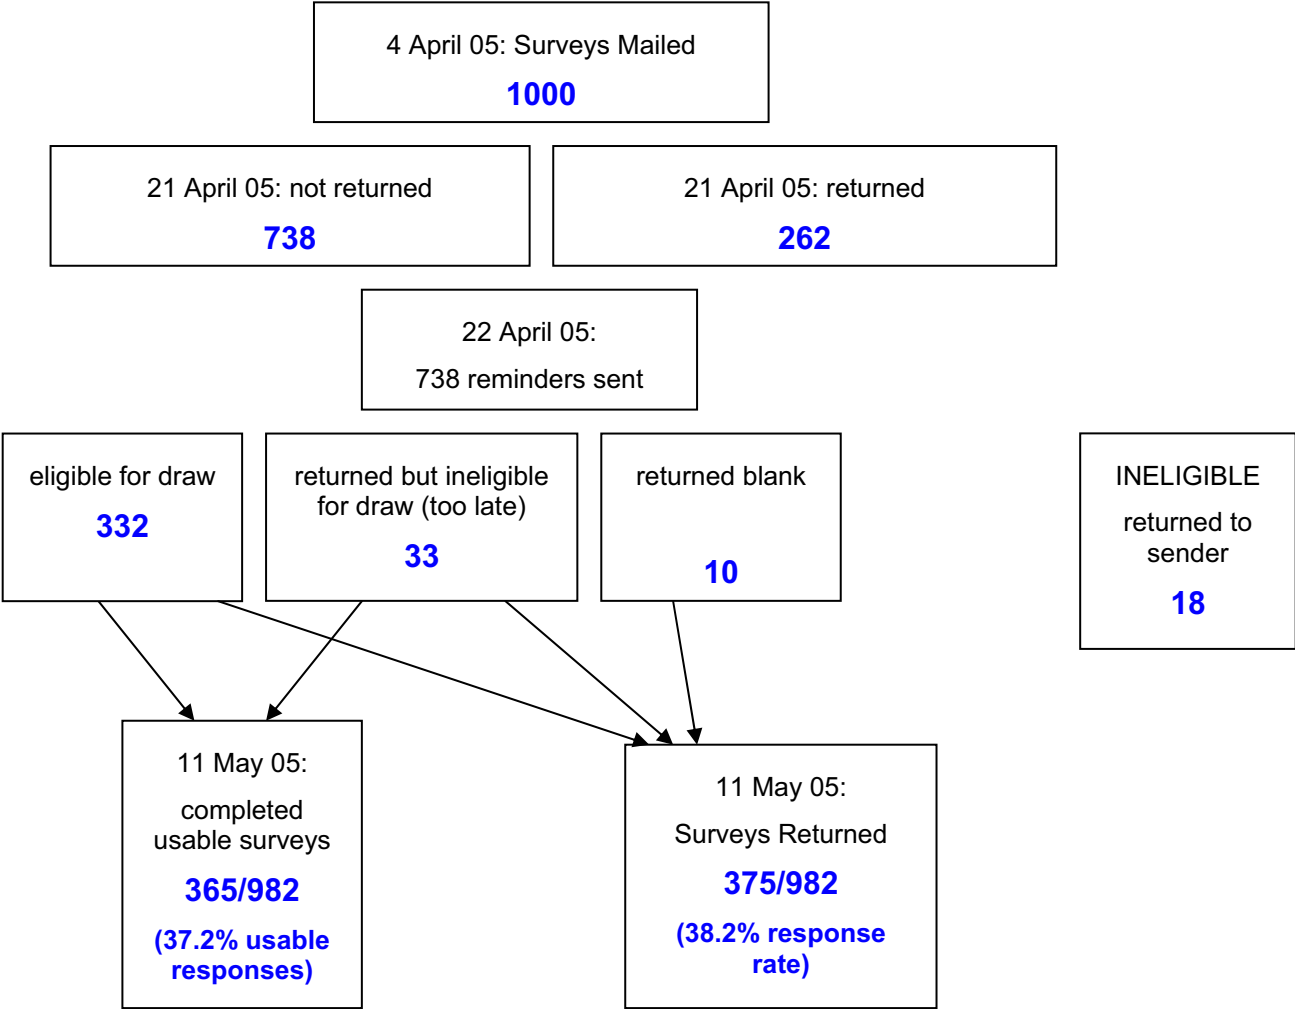 4 April 05: Surveys Mailed
1000
21 April 05: not returned
738
21 April 05: returned
262
22 April 05:
738 reminders sent
eligible for draw
332
returned but ineligible
for draw (too late)
33
returned blank
10
INELIGIBLE
returned to
sender
18
11 May 05:
completed
usable surveys
365/982
(37.2% usable
responses)
11 May 05:
Surveys Returned
375/982
(38.2% response
rate)